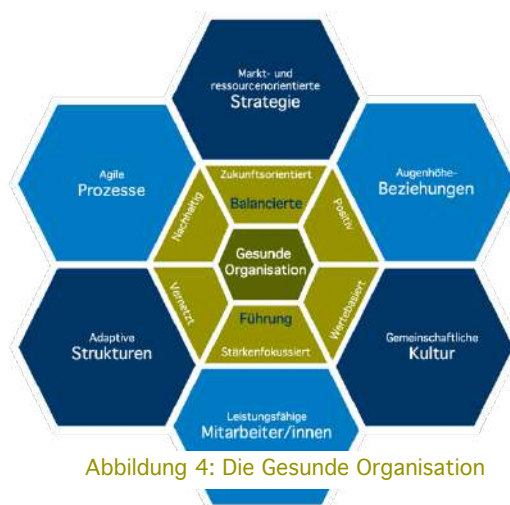 Markt- und
ressourcenorientierte
Strategie
Agile
Prozesse
Augenhöhe-
Beziehungen
Zukunftsorientiert
Balancierte
Nachhaltig
Positiv
Gesunde
Organisation
Vernetzt
Wertebasiert
Führung
Stärkenfokussiert
Adaptive
Strukturen
Gemeinschaftliche
Kultur
Leistungsfähige
Mitarbeiter/innen
Abbildung 4: Die Gesunde Organisation